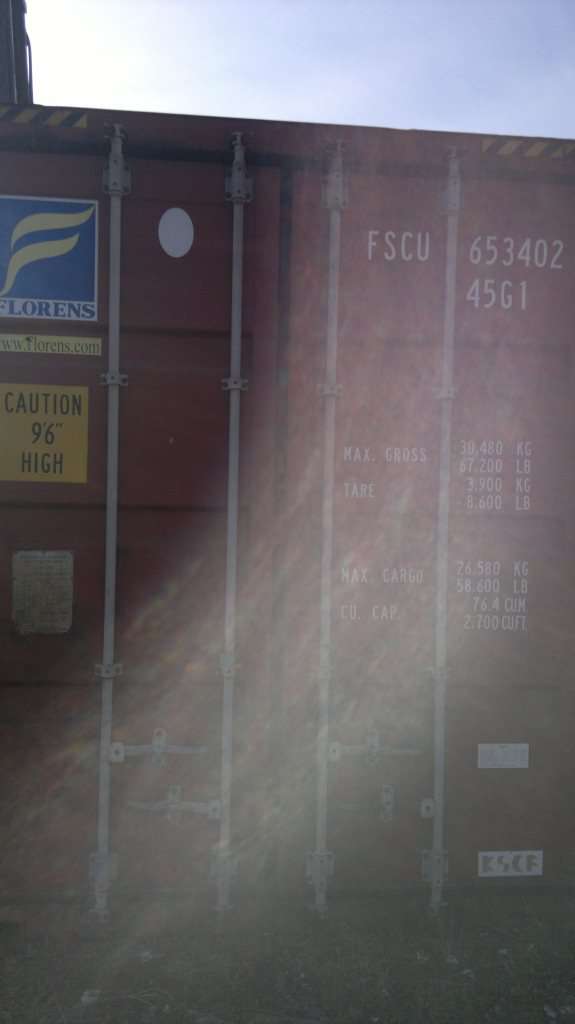 FLORENS
www.florens.com
CAUTION
9'6"
HIGH
FSCU 653402
45G1
MAX. GROSS 30.480 KG
67.200 LB
TARE 3.900 KG
8.600 LB
MAX. CARGO 26.580 KG
58.600 LB
CU. CAP. 76.4 CUM.
2.700 CUFT.
KSCF